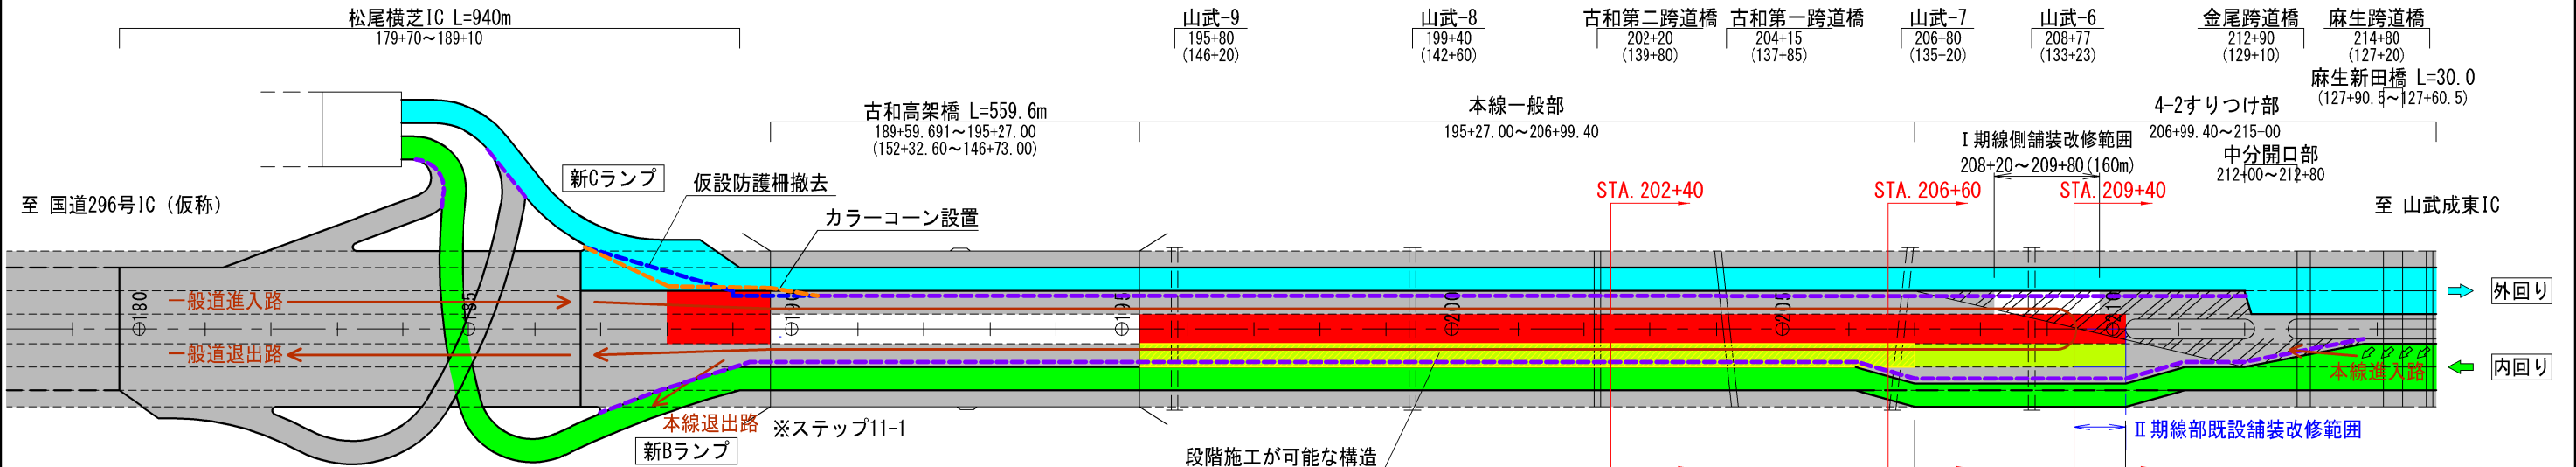 松尾横芝IC L=940m
179+70～189+10
山武-9
195+80
(146+20)
山武-8
199+40
(142+60)
古和第二跨道橋
202+20
(139+80)
古和第一跨道橋
204+15
(137+85)
山武-7
206+80
(135+20)
山武-6
208+77
(133+23)
金尾跨道橋
212+90
(129+10)
麻生跨道橋
214+80
(127+20)
麻生新田橋 L=30.0
(127+90.5～127+60.5)
古和高架橋 L=559.6m
189+59.691～195+27.00
(152+32.60～146+73.00)
本線一般部
195+27.00～206+99.40
4-2すりつけ部
206+99.40～215+00
Ⅰ期線側舗装改修範囲
208+20～209+80(160m)
中分開口部
212+00～212+80
新Cランプ
仮設防護柵撤去
カラーコーン設置
STA.202+40
STA.206+60
STA.209+40
至 国道296号IC（仮称）
至 山武成東IC
一般道進入路
180
185
190
195
200
205
210
外回り
一般道退出路
本線進入路
内回り
本線退出路
※ステップ11-1
新Bランプ
段階施工が可能な構造
Ⅱ期線部既設舗装改修範囲